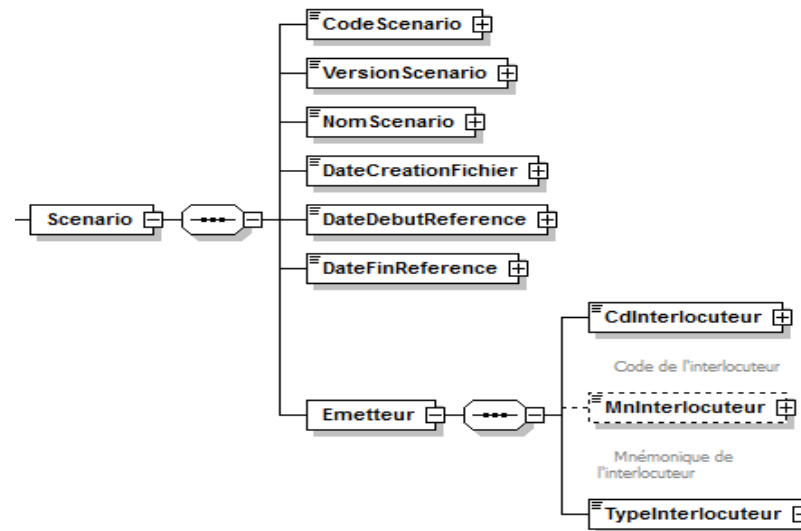 CodeScenario
VersionScenario
NomScenario
DateCreationFichier
Scenario
DateDebutReference
DateFinReference
CdInterlocuteur
Code de l'interlocuteur
Emetteur
MnInterlocuteur
Mnémonique de
l'interlocuteur
TypeInterlocuteur